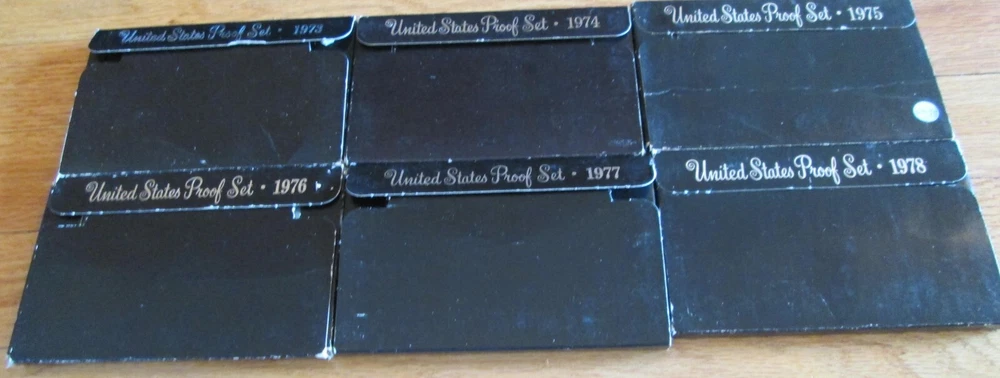 United States Proof Set · 1973
United States Proof Set · 1974
United States Proof Set · 1975
United States Proof Set · 1976
United States Proof Set · 1977
United States Proof Set · 1978